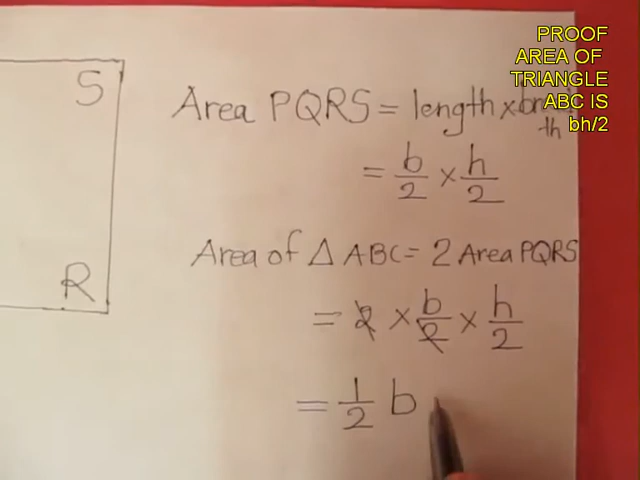 PROOF
AREA OF
TRIANGLE
ABC IS
bh/2
S
Area PQRS = length x
th
= b/2 × h/2
Area of △ ABC = 2 Area PQRS
R
= 2 × b/2 × h/2
= 1/2 b